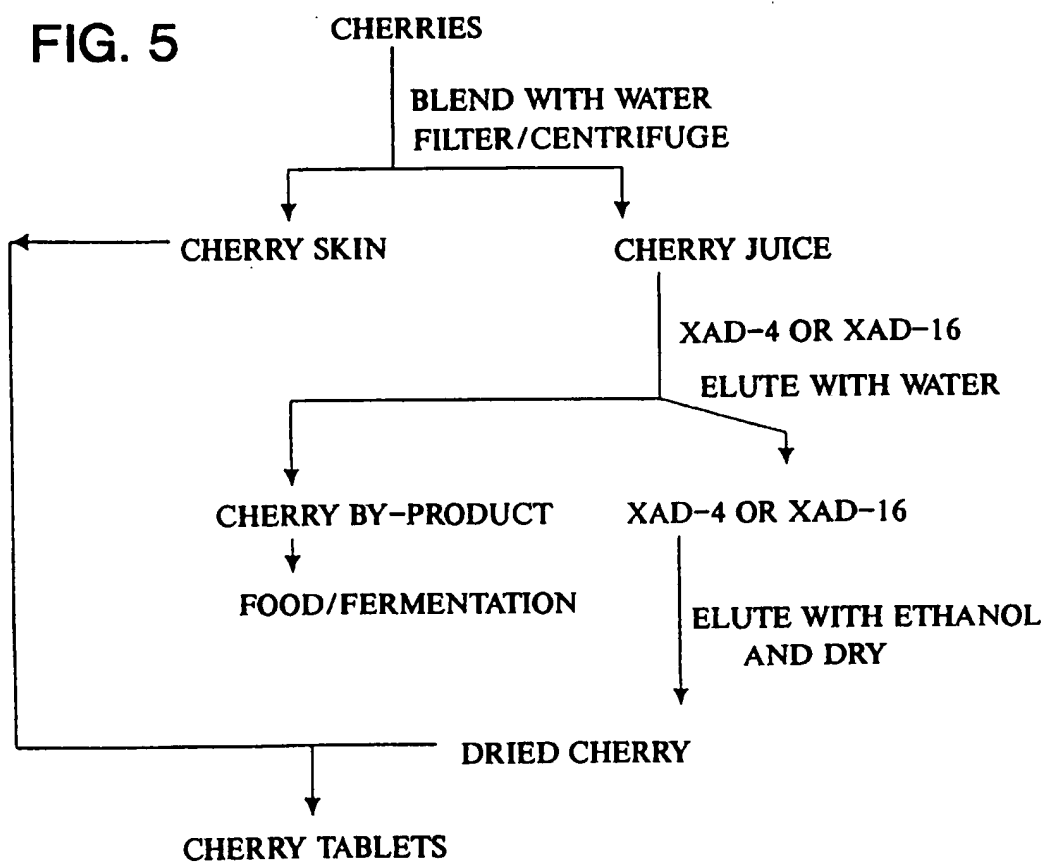 FIG. 5
CHERRIES
BLEND WITH WATER
FILTER/CENTRIFUGE
CHERRY SKIN
CHERRY JUICE
XAD-4 OR XAD-16
ELUTE WITH WATER
CHERRY BY-PRODUCT
XAD-4 OR XAD-16
FOOD/FERMENTATION
ELUTE WITH ETHANOL
AND DRY
DRIED CHERRY
CHERRY TABLETS